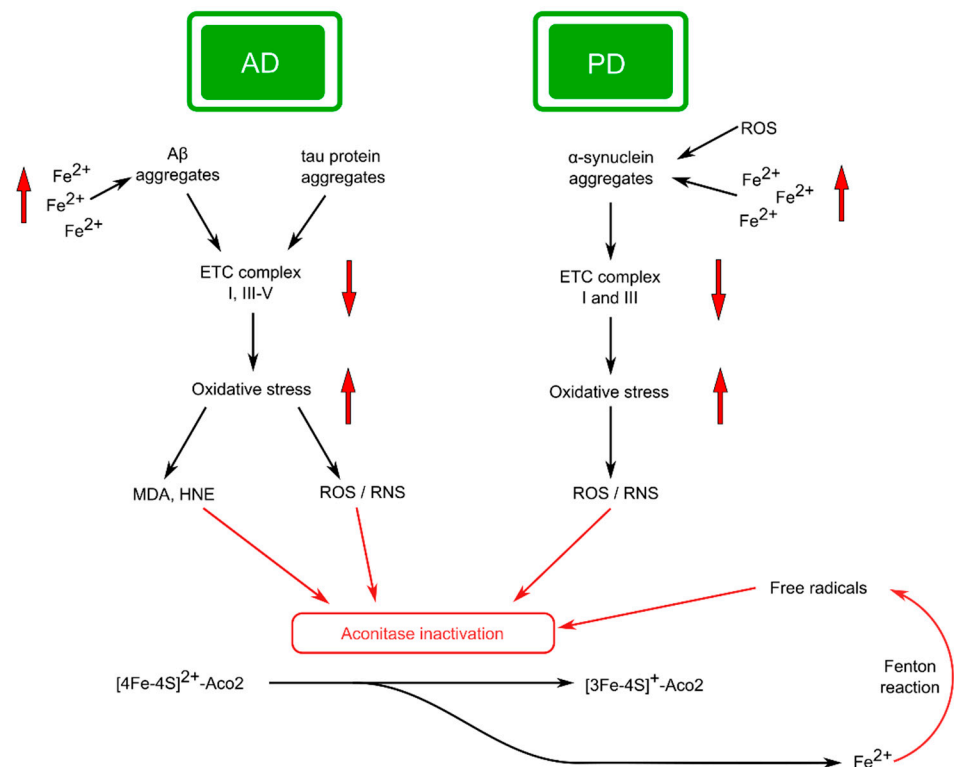 AD
PD
ROS
Aβ
aggregates
tau protein
aggregates
α-synuclein
aggregates
Fe2+
Fe2+
Fe2+
Fe2+
Fe2+
Fe2+
ETC complex
I, III-V
ETC complex
I and III
Oxidative stress
Oxidative stress
MDA, HNE
ROS / RNS
ROS / RNS
Free radicals
Aconitase inactivation
Fenton
reaction
[4Fe-4S]2+-Aco2
[3Fe-4S]+-Aco2
Fe2+